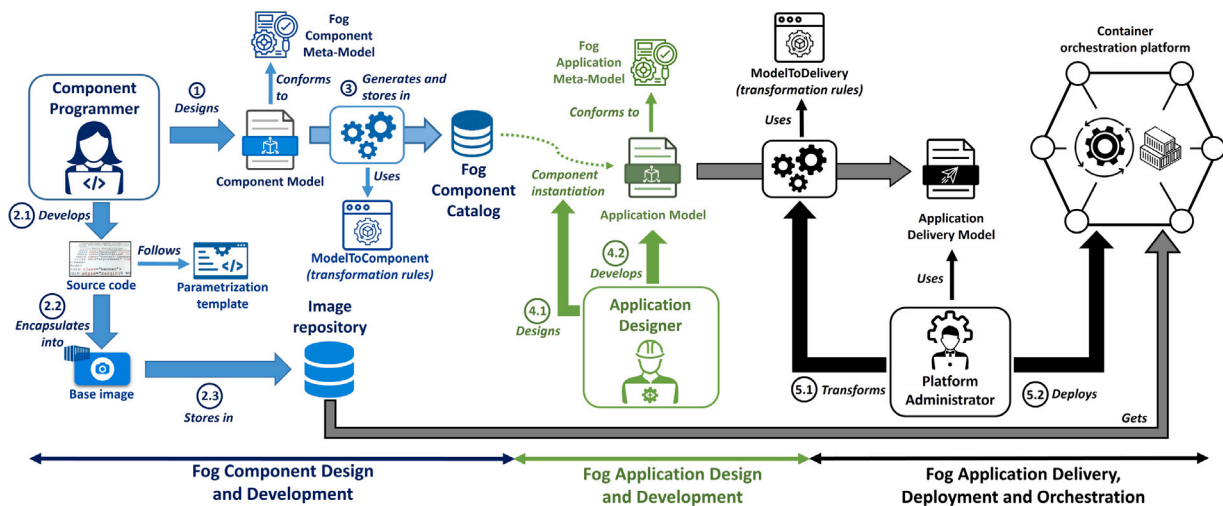 Fog
Component
Meta-Model
Component
Programmer
</>
1
Designs
Conforms
to
Component Model
3
Generates and
stores in
Uses
ModelToComponent
(transformation rules)
Fog
Component
Catalog
2.1
Develops
Source code
Follows
</>
Parametrization
template
2.2
Encapsulates
into
Base image
2.3
Stores in
Image
repository
Fog
Application
Meta-Model
Conforms to
Component
instantiation
Application Model
4.1
Designs
4.2
Develops
Application
Designer
ModelToDelivery
(transformation rules)
Uses
Application
Delivery Model
Uses
Platform
Administrator
5.1
Transforms
5.2
Deploys
Container
orchestration platform
Gets
Fog Component Design
and Development
Fog Application Design
and Development
Fog Application Delivery,
Deployment and Orchestration